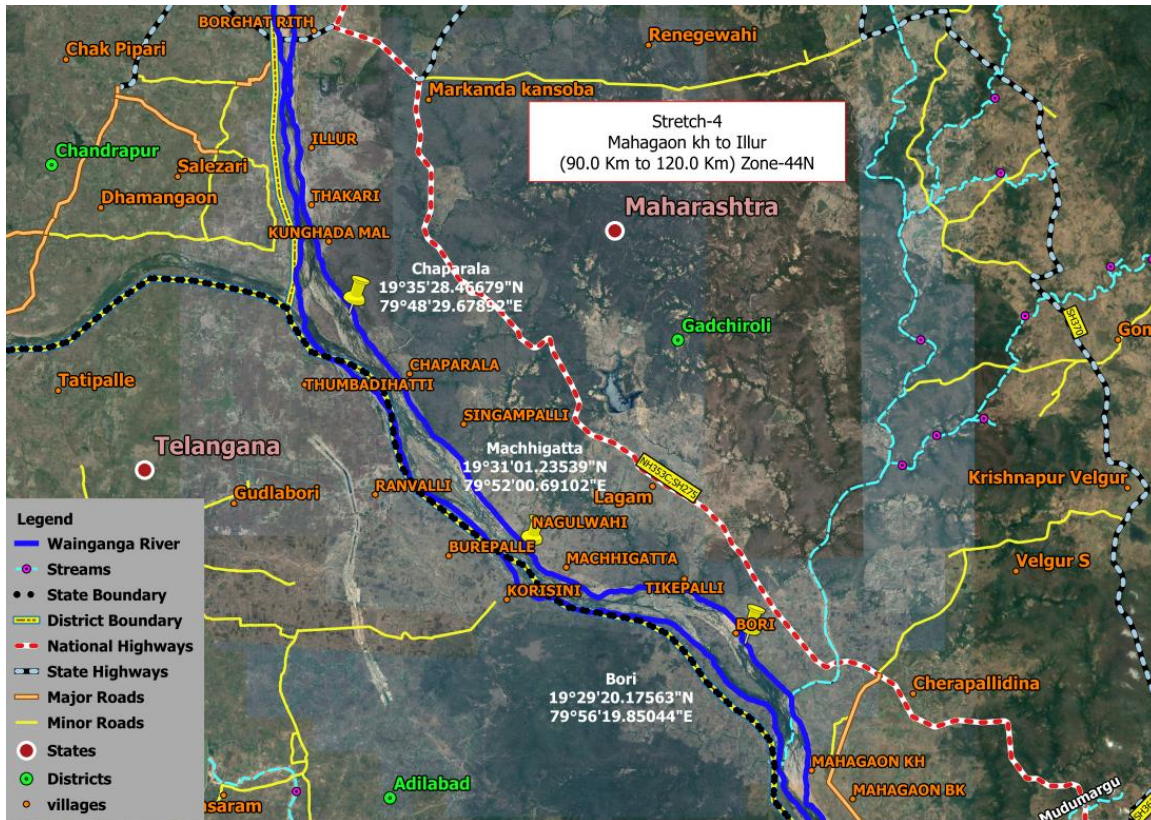 BORGHAT RITH
Chak Pipari
Renegewahi
Markanda kansoba
Stretch-4
Mahagaon kh to Illur
(90.0 Km to 120.0 Km) Zone-44N
ILLUR
Chandrapur
Salezari
Dhamangaon
THAKARI
Maharashtra
KUNGHADA MAL
Chaparala
19°35'28.46679"N
79°48'29.67892"E
SH370
Gadchiroli
Gon
Tatipalle
THUMBADIHATTI
CHAPARALA
SINGAMPALLI
Telangana
Machhigatta
19°31'01.23539"N
79°52'00.69102"E
NH353C-SH275
Lagam
Krishnapur Velgur
Gudlabori
RANVALLI
NAGULWAHI
BUREPALLE
MACHHIGATTA
Velgur S
TIKEPALLI
KORISINI
BORI
Bori
19°29'20.17563"N
79°56'19.85044"E
Cherapallidina
MAHAGAON KH
Adilabad
MAHAGAON BK
Mudumargu
asaram
Legend
Wainganga River
Streams
State Boundary
District Boundary
National Highways
State Highways
Major Roads
Minor Roads
States
Districts
villages